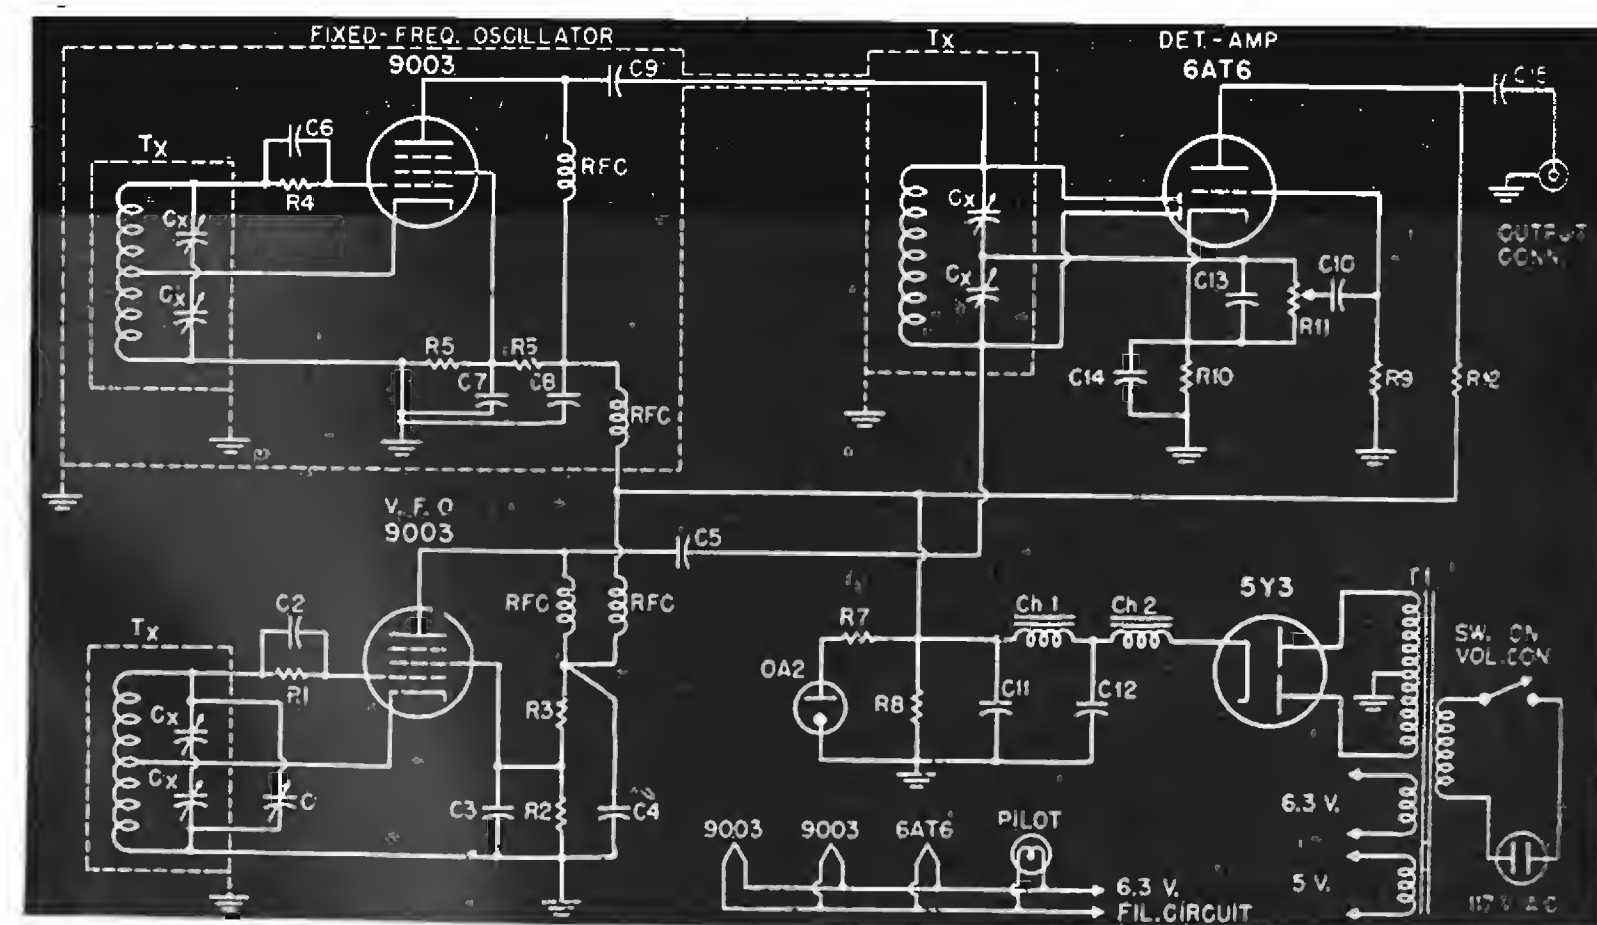 FIXED-FREQ. OSCILLATOR
9003
C9
Tx
DET.-AMP
6AT6
C6
Tx
R4
RFC
Cx
Cx
R5
R5
C7
C8
RFC
Cx
Cx
C13
C10
R11
C14
R10
R9
R12
OUTPUT
CONN.
V.F.O
9003
C5
C2
Tx
R1
RFC
RFC
Cx
Cx
C
R3
C3
R2
C4
R7
Ch 1
Ch 2
5Y3
OA2
R8
C11
C12
SW. ON
VOL. CON.
6.3 V.
5 V.
117 V. A C
9003
9003
6AT6
PILOT
6.3 V.
FIL. CIRCUIT